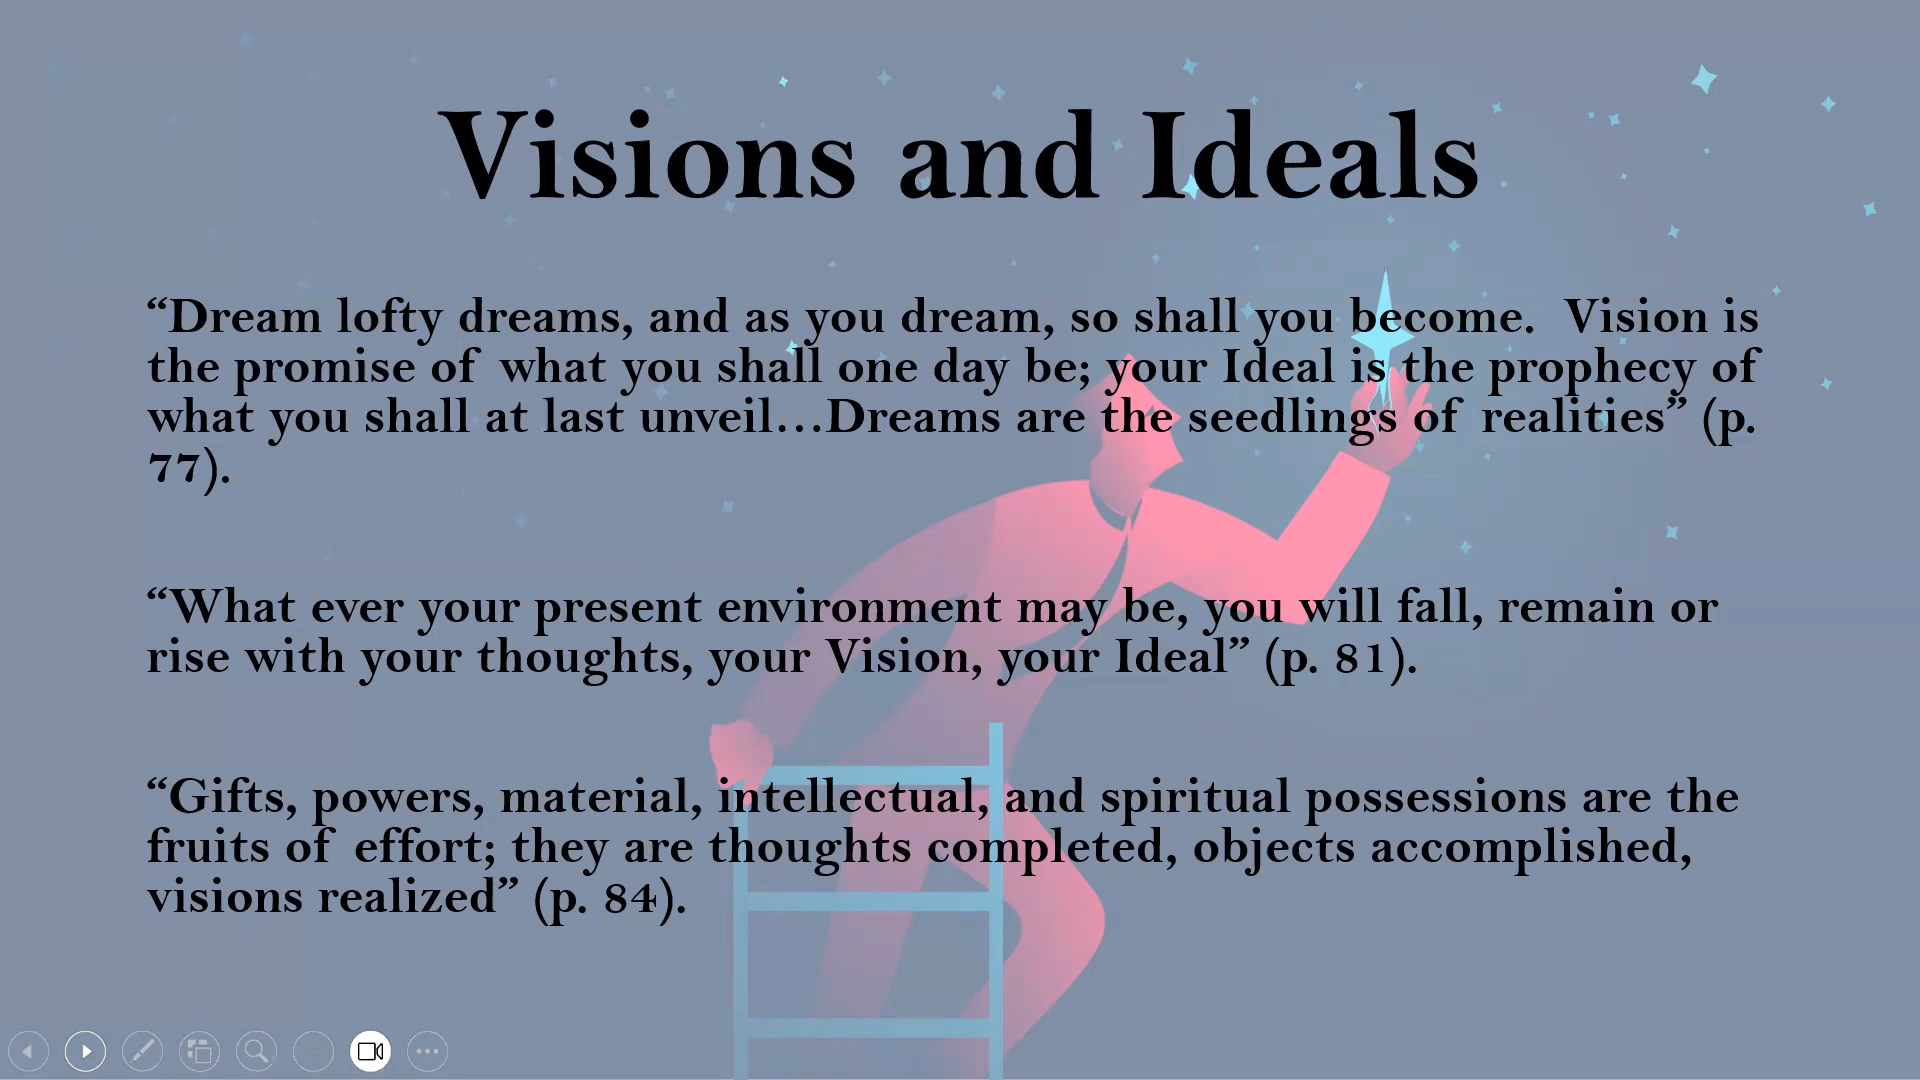 Visions and Ideals
“Dream lofty dreams, and as you dream, so shall you become.  Vision is
the promise of what you shall one day be; your Ideal is the prophecy of
what you shall at last unveil…Dreams are the seedlings of realities” (p.
77).
“What ever your present environment may be, you will fall, remain or
rise with your thoughts, your Vision, your Ideal” (p. 81).
“Gifts, powers, material, intellectual, and spiritual possessions are the
fruits of effort; they are thoughts completed, objects accomplished,
visions realized” (p. 84).